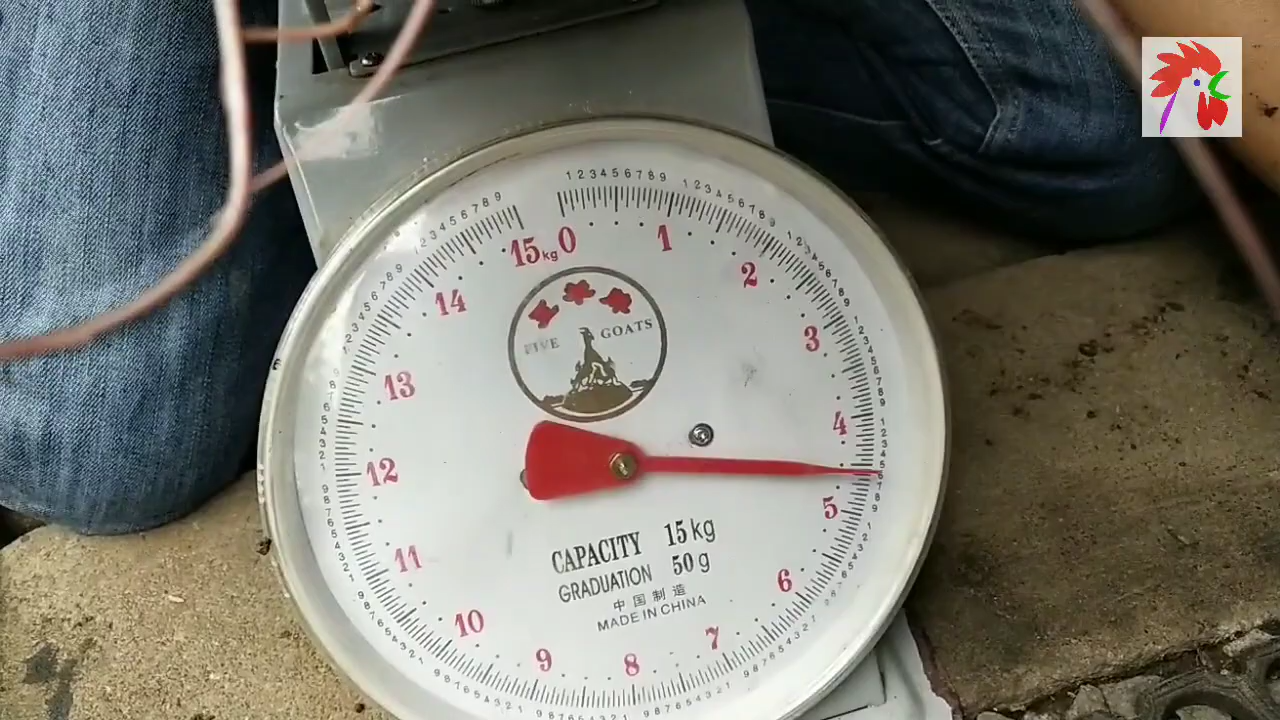 15kg 0 1 2 3 4 5 6 7 8 9 10 11 12 13 14
FIVE GOATS
CAPACITY 15kg
GRADUATION 50g
中国制造
MADE IN CHINA